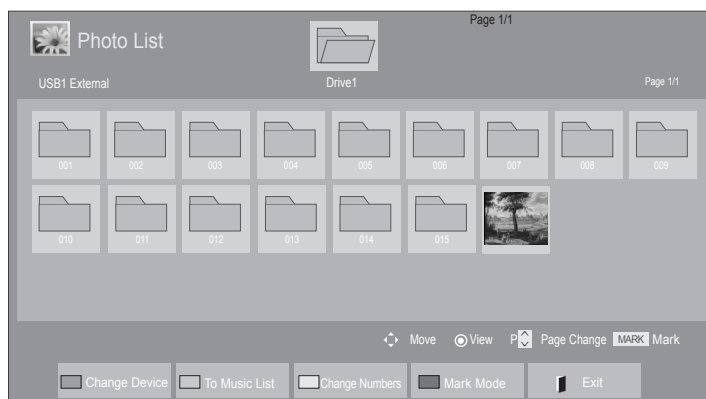 Page 1/1
Photo List
USB1 External
Drive1
Page 1/1
001 002 003 004 005 006 007 008 009
010 011 012 013 014 015
Move View P Page Change MARK Mark
Change Device To Music List Change Numbers Mark Mode Exit